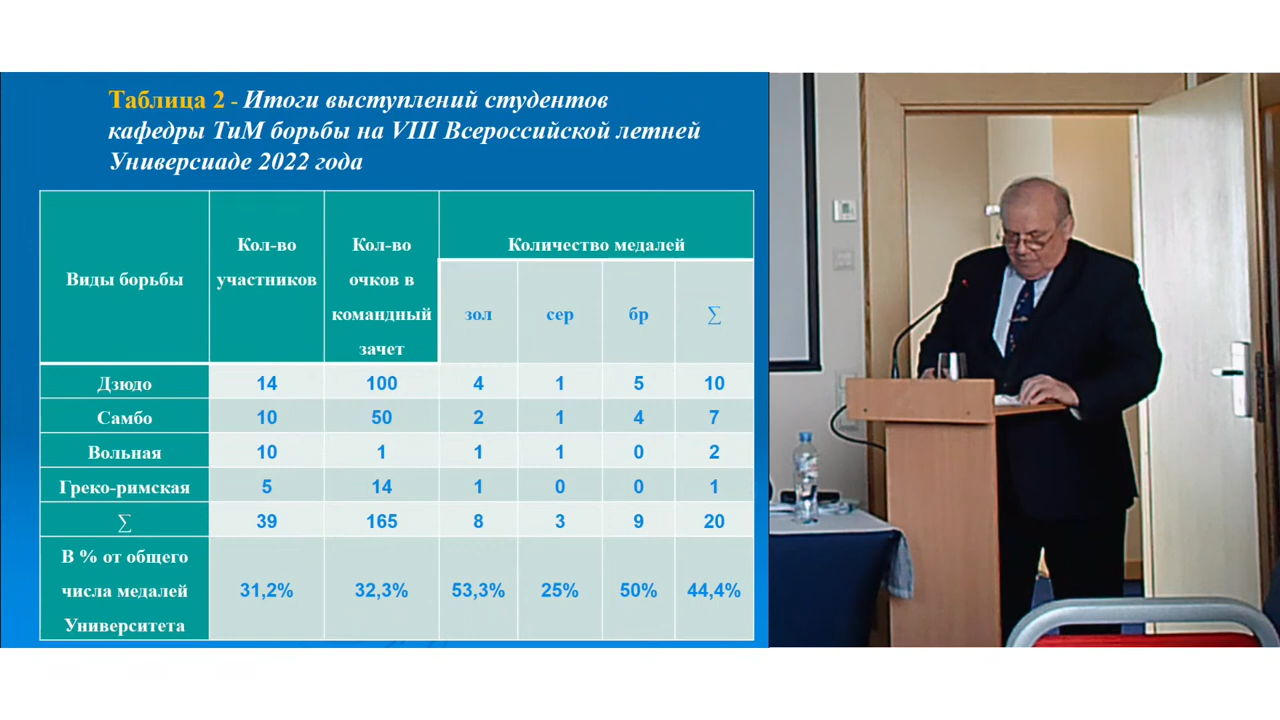 Таблица 2 - Итоги выступлений студентов
кафедры ТиМ борьбы на VIII Всероссийской летней
Универсиаде 2022 года
Виды борьбы
Кол-во
участников
Кол-во
очков в
командный
зачет
Количество медалей
зол сер бр ∑
Дзюдо 14 100 4 1 5 10
Самбо 10 50 2 1 4 7
Вольная 10 1 1 1 0 2
Греко-римская 5 14 1 0 0 1
∑ 39 165 8 3 9 20
В % от общего
числа медалей
Университета
31,2% 32,3% 53,3% 25% 50% 44,4%